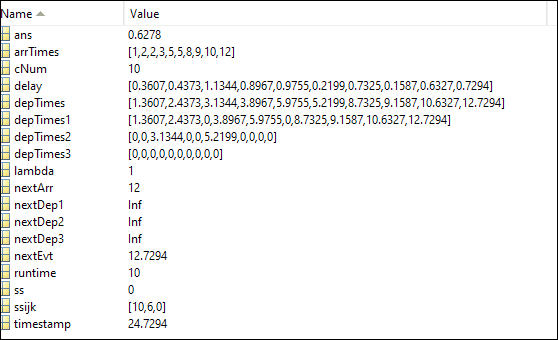 Name Value
ans 0.6278
arrTimes [1,2,2,3,5,5,8,9,10,12]
cNum 10
delay [0.3607,0.4373,1.1344,0.8967,0.9755,0.2199,0.7325,0.1587,0.6327,0.7294]
depTimes [1.3607,2.4373,3.1344,3.8967,5.9755,5.2199,8.7325,9.1587,10.6327,12.7294]
depTimes1 [1.3607,2.4373,0,3.8967,5.9755,0,8.7325,9.1587,10.6327,12.7294]
depTimes2 [0,0,3.1344,0,0,5.2199,0,0,0,0]
depTimes3 [0,0,0,0,0,0,0,0,0,0]
lambda 1
nextArr 12
nextDep1 Inf
nextDep2 Inf
nextDep3 Inf
nextEvt 12.7294
runtime 10
ss 0
ssijk [10,6,0]
timestamp 24.7294